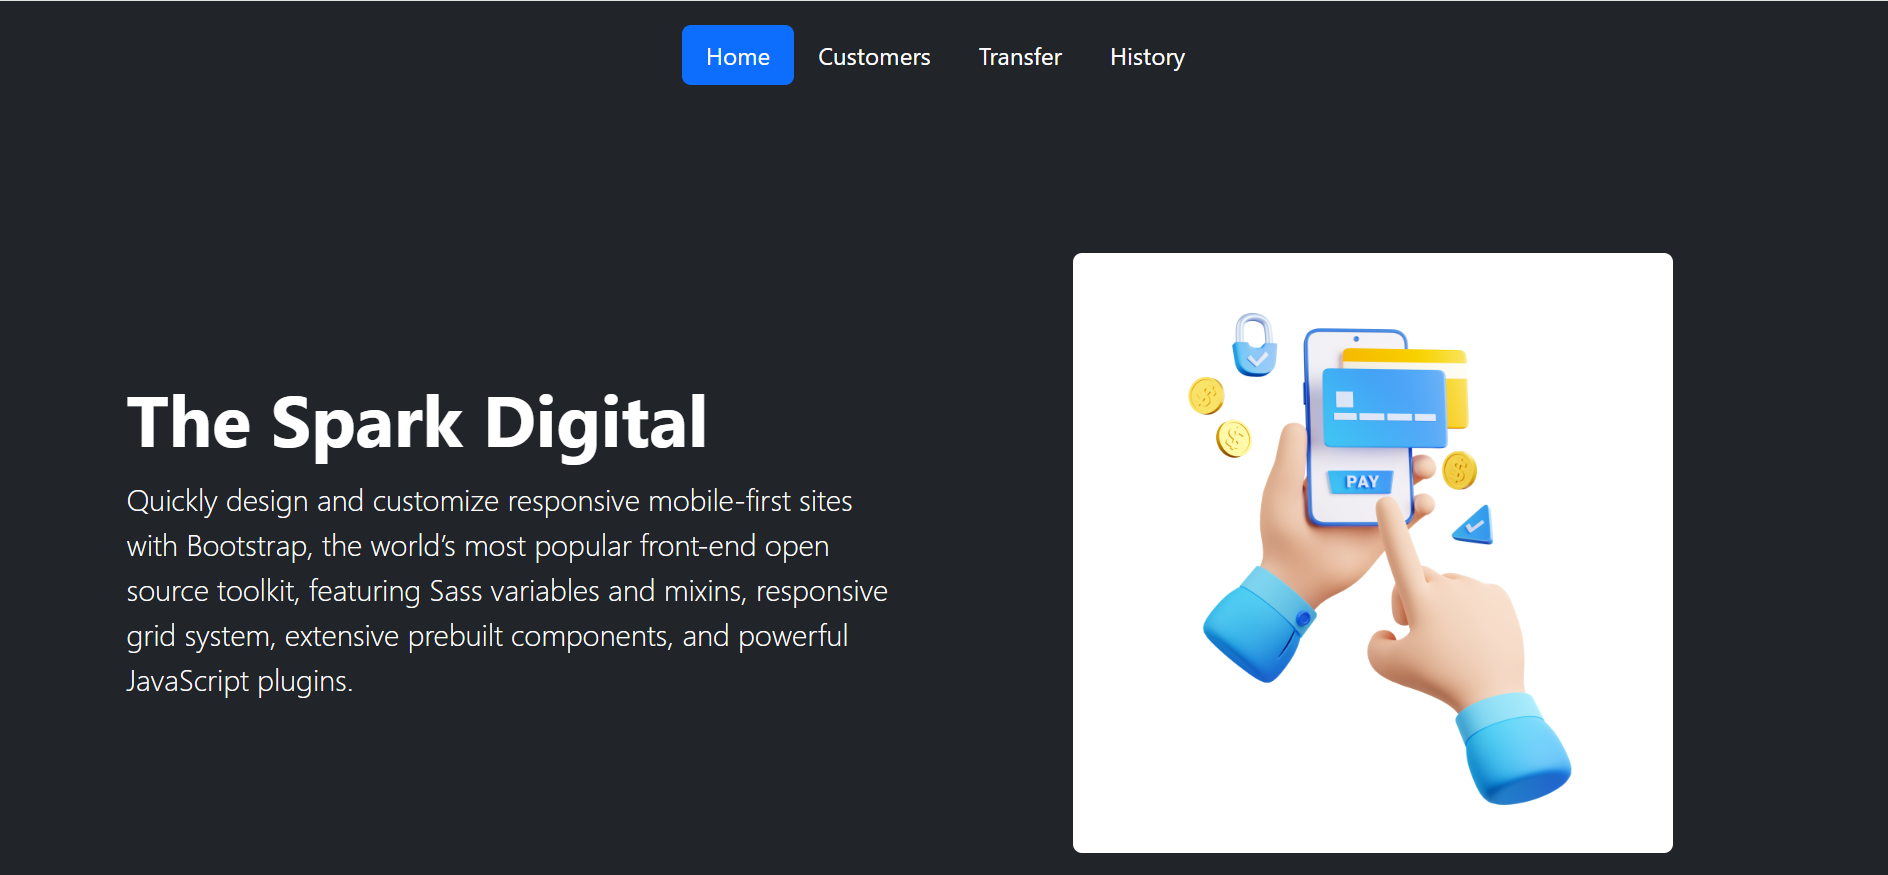 Home Customers Transfer History
The Spark Digital
Quickly design and customize responsive mobile-first sites
with Bootstrap, the world’s most popular front-end open
source toolkit, featuring Sass variables and mixins, responsive
grid system, extensive prebuilt components, and powerful
JavaScript plugins.
PAY